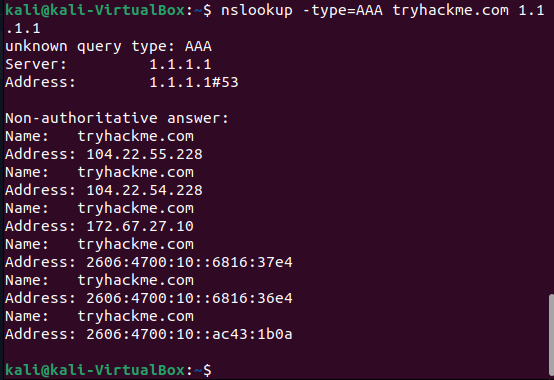 kali@kali-VirtualBox:~$ nslookup -type=AAA tryhackme.com 1.1
.1.1
unknown query type: AAA
Server:         1.1.1.1
Address:        1.1.1.1#53

Non-authoritative answer:
Name:   tryhackme.com
Address: 104.22.55.228
Name:   tryhackme.com
Address: 104.22.54.228
Name:   tryhackme.com
Address: 172.67.27.10
Name:   tryhackme.com
Address: 2606:4700:10::6816:37e4
Name:   tryhackme.com
Address: 2606:4700:10::6816:36e4
Name:   tryhackme.com
Address: 2606:4700:10::ac43:1b0a

kali@kali-VirtualBox:~$